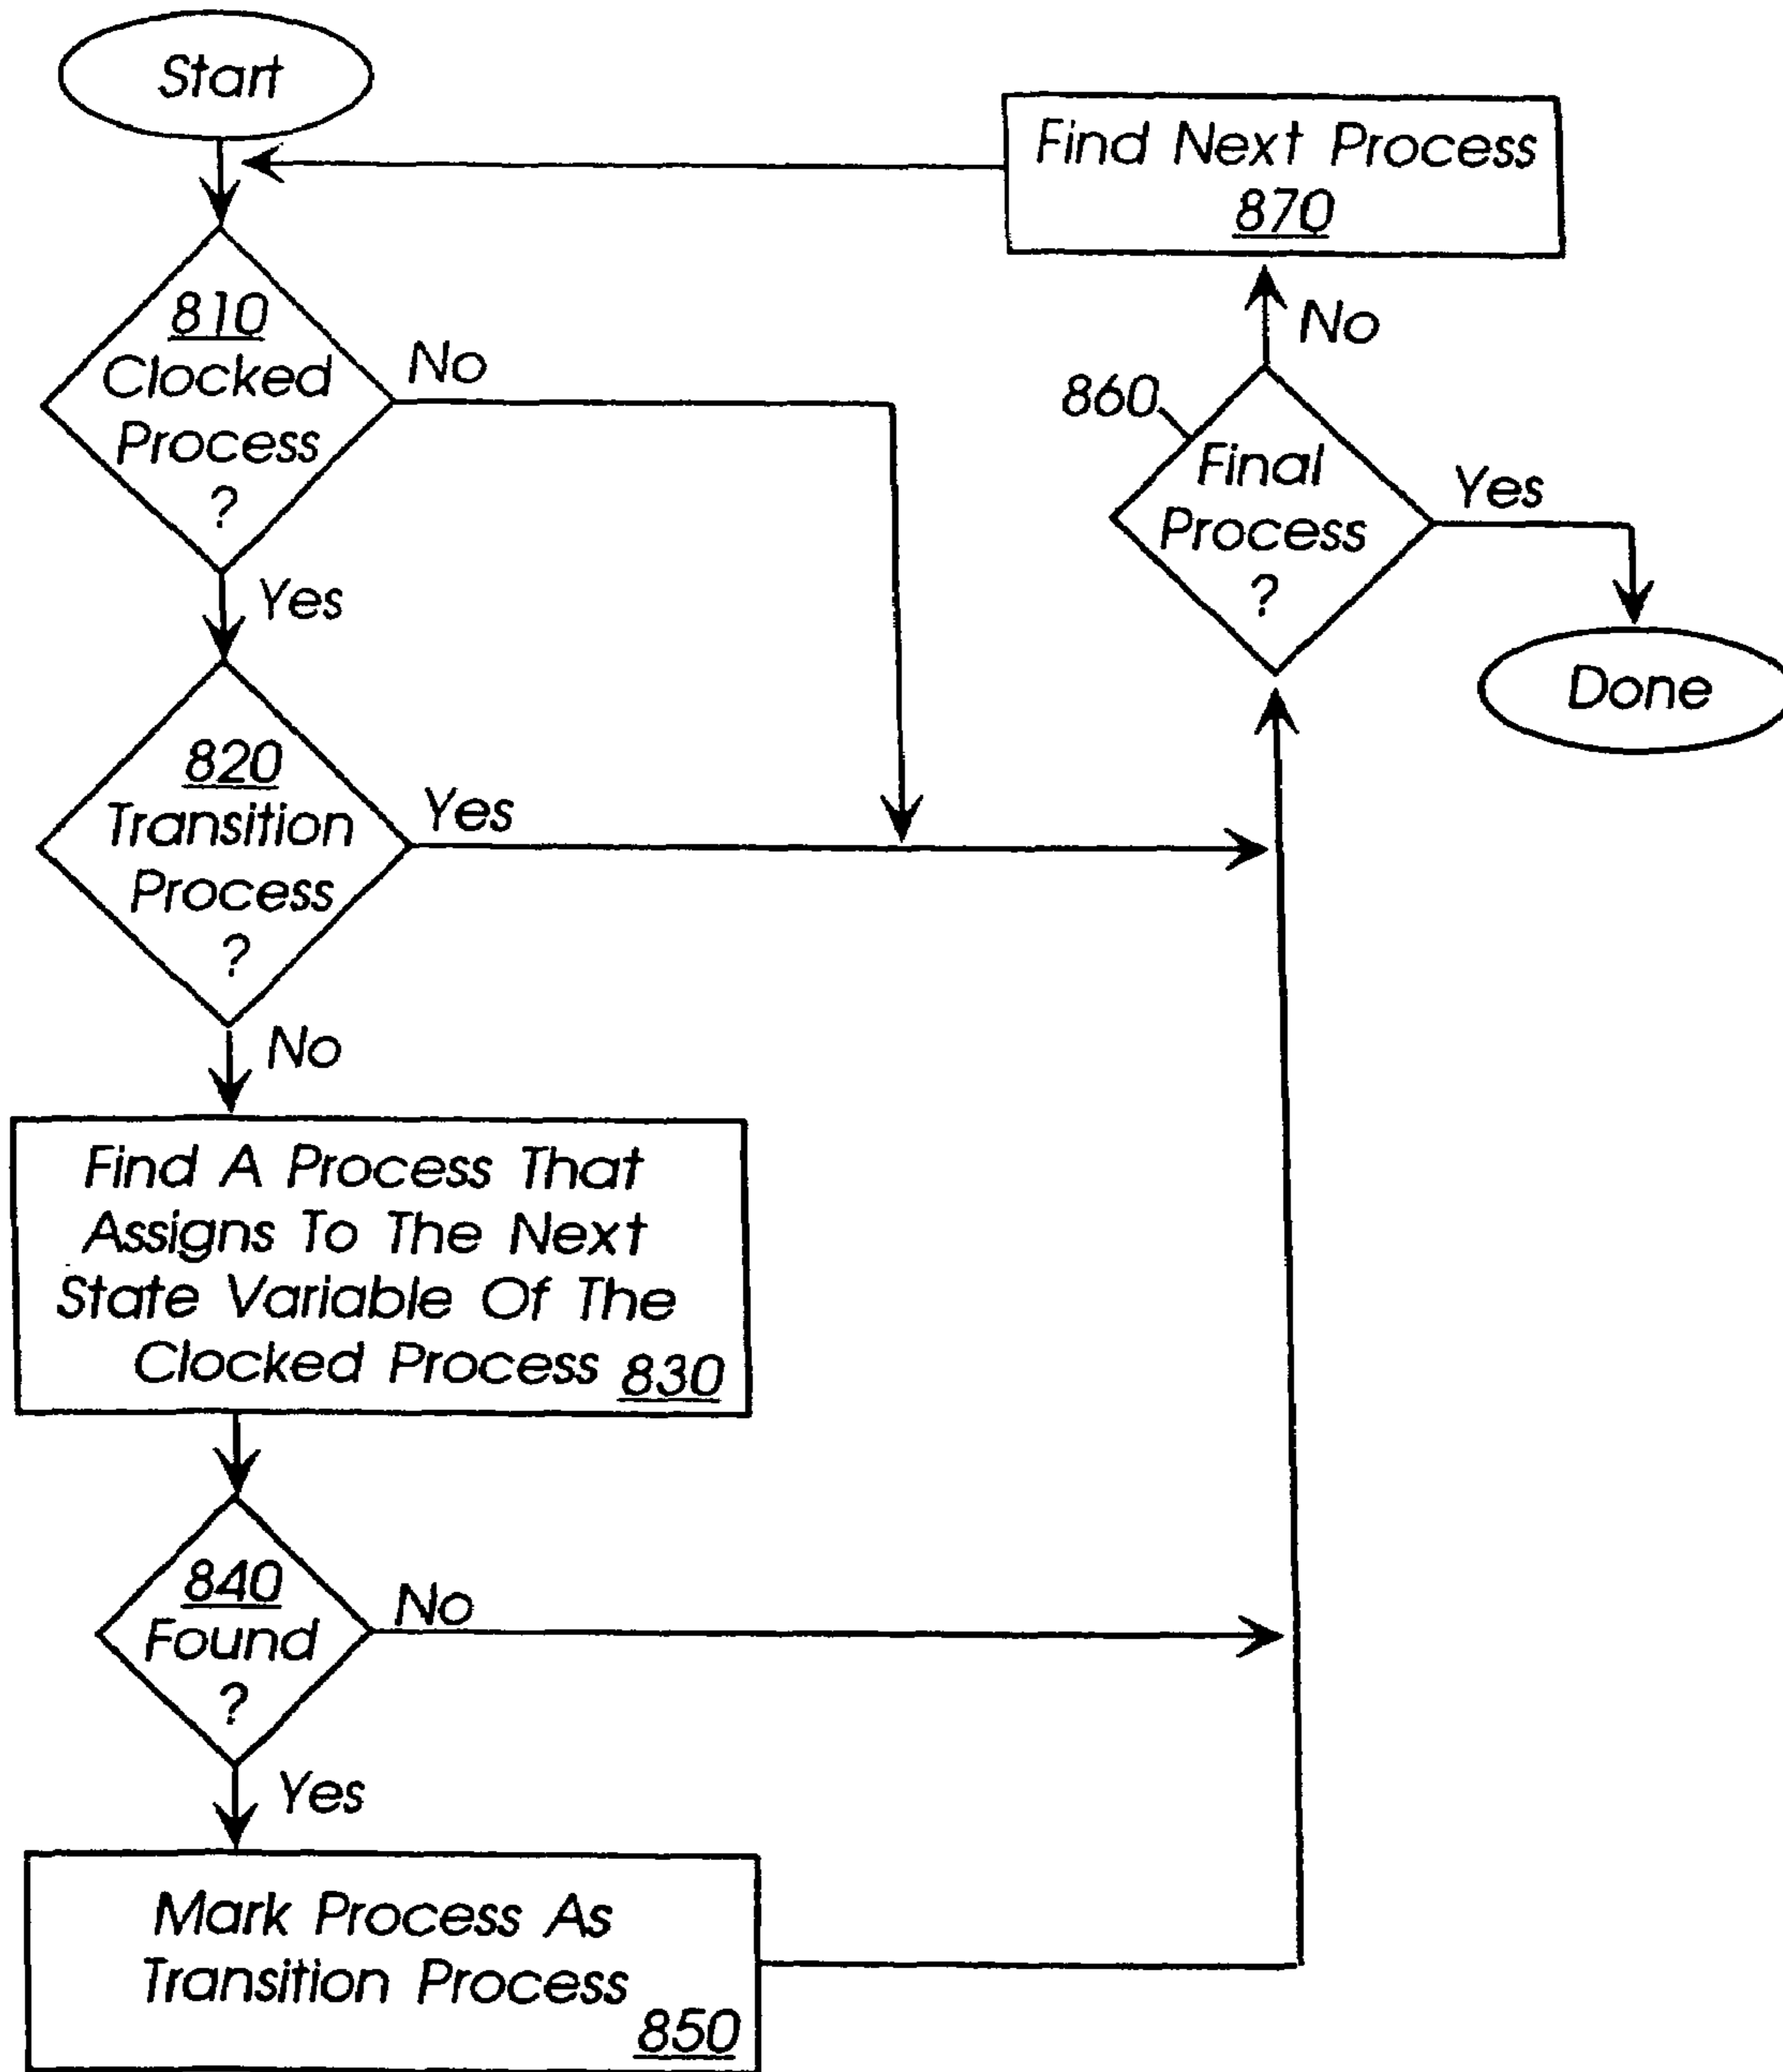 Start
Find Next Process
870
810
Clocked
Process
?
No
Yes
No
860
Final
Process
?
Yes
Done
820
Transition
Process
?
Yes
No
Find A Process That
Assigns To The Next
State Variable Of The
Clocked Process 830
840
Found
?
No
Yes
Mark Process As
Transition Process
850